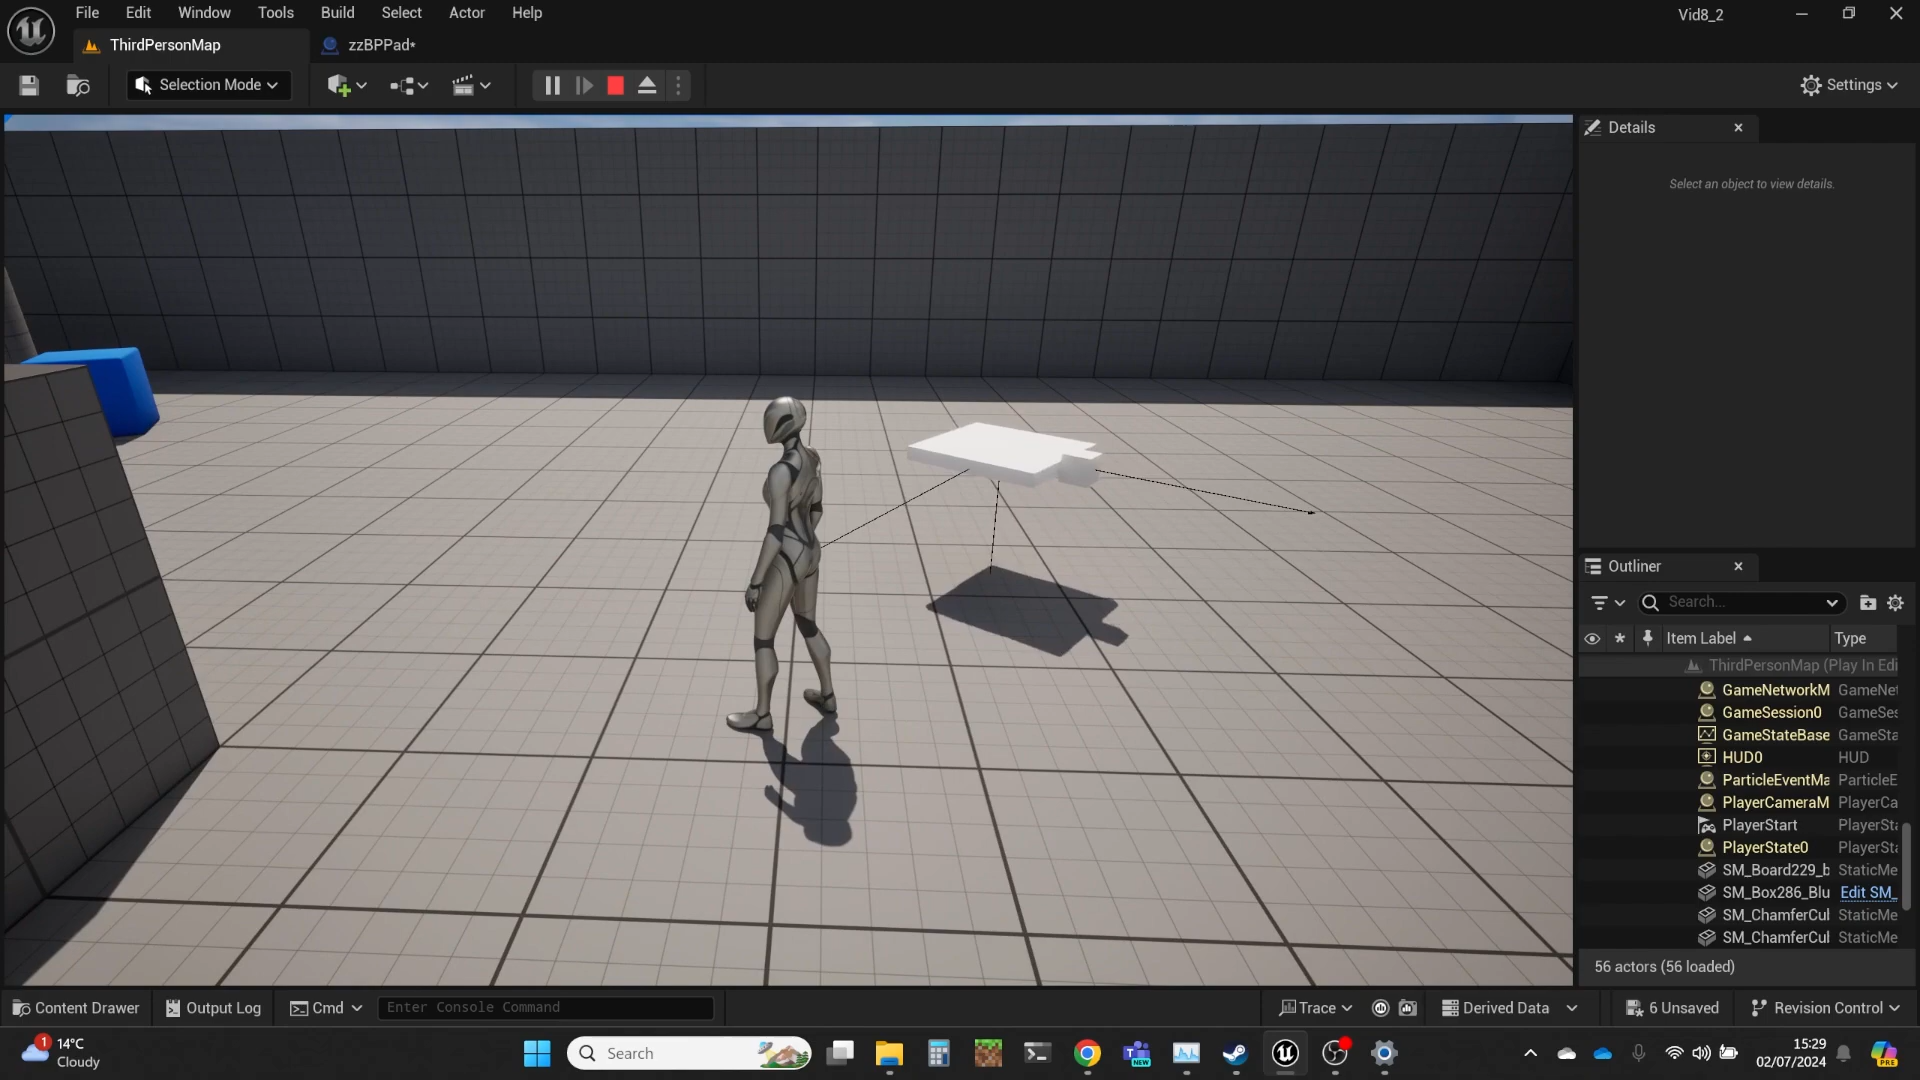 File Edit Window Tools Build Select Actor Help
Vid8_2
ThirdPersonMap
zzBPPad*
Selection Mode
Settings
Details
Select an object to view details.
Outliner
Search...
Item Label Type
ThirdPersonMap (Play In Edi
GameNetworkM GameNet
GameSession0 GameSes
GameStateBase GameSta
HUD0 HUD
ParticleEventMa ParticleE
PlayerCameraM PlayerCa
PlayerStart PlayerSta
PlayerState0 PlayerSta
SM_Board229_b StaticMe
SM_Box286_Blu Edit SM_
SM_ChamferCul StaticMe
SM_ChamferCul StaticMe
56 actors (56 loaded)
Content Drawer Output Log Cmd Enter Console Command Trace Derived Data 6 Unsaved Revision Control
1
14°C
Cloudy
Search
NEW
15:29
02/07/2024
PRE